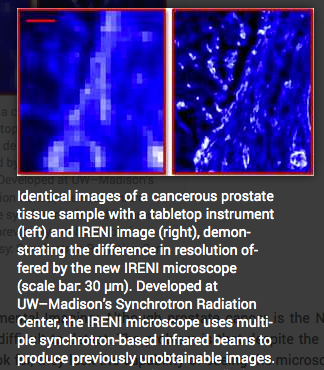 Identical images of a cancerous prostate
tissue sample with a tabletop instrument
(left) and IRENI image (right), demon-
strating the difference in resolution of-
fered by the new IRENI microscope
(scale bar: 30 µm). Developed at
UW–Madison's Synchrotron Radiation
Center, the IRENI microscope uses multi-
ple synchrotron-based infrared beams to
produce previously unobtainable images.